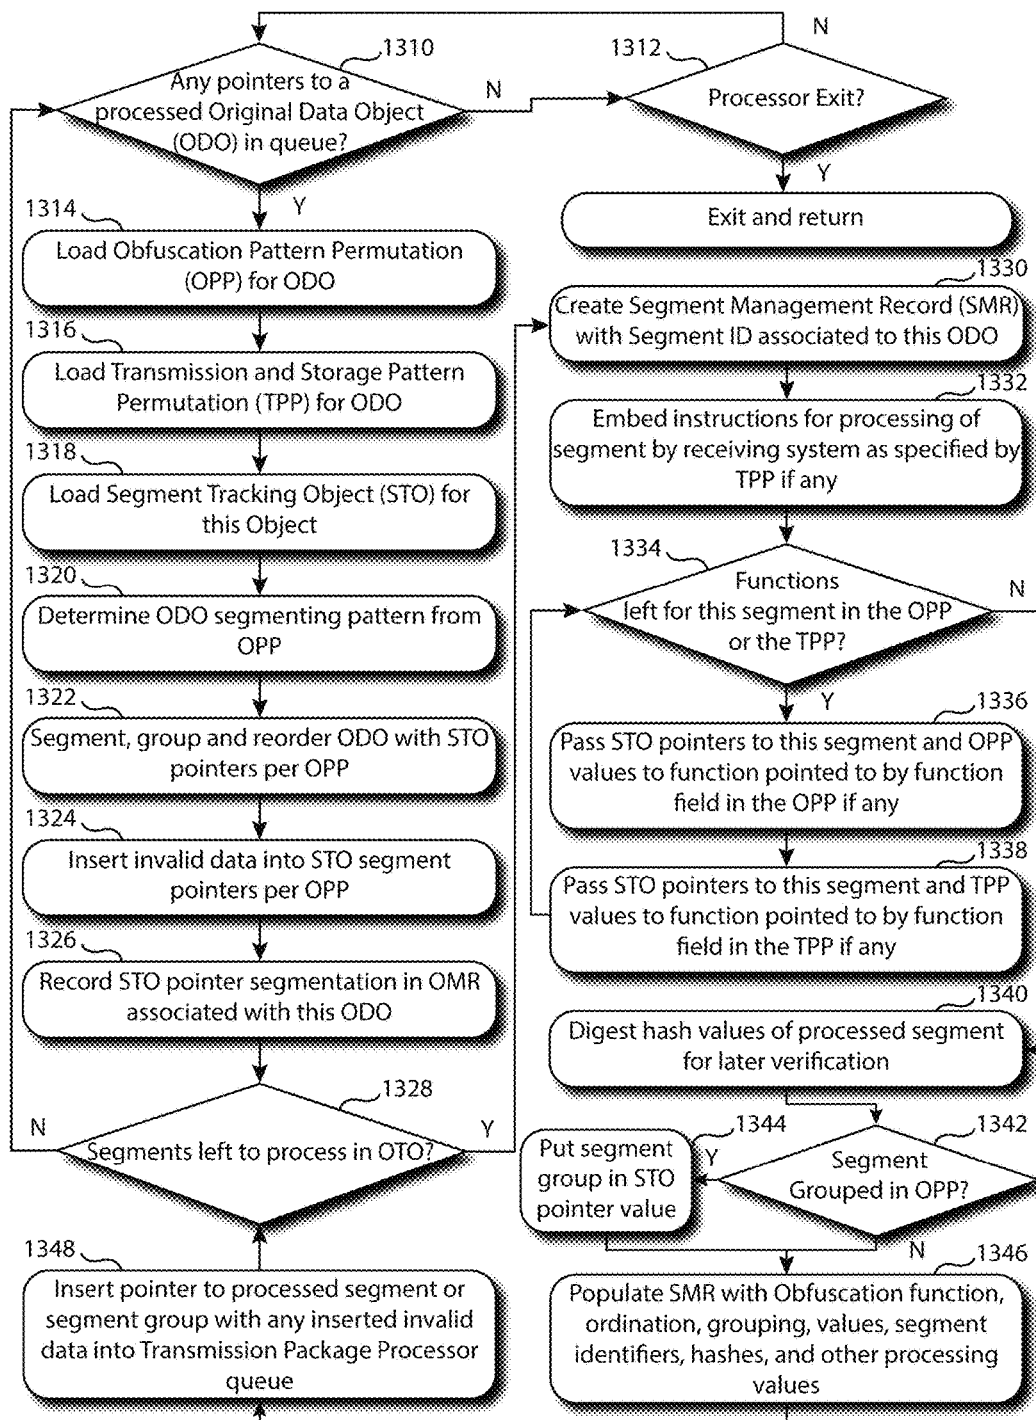 1310
Any pointers to a
processed Original Data Object
(ODO) in queue?
N
Y
1312
Processor Exit?
N
Y
Exit and return
1314
Load Obfuscation Pattern Permutation
(OPP) for ODO
1316
Load Transmission and Storage Pattern
Permutation (TPP) for ODO
1318
Load Segment Tracking Object (STO) for
this Object
1320
Determine ODO segmenting pattern from
OPP
1322
Segment, group and reorder ODO with STO
pointers per OPP
1324
Insert invalid data into STO segment
pointers per OPP
1326
Record STO pointer segmentation in OMR
associated with this ODO
1328
Segments left to process in OTO?
N
Y
1330
Create Segment Management Record (SMR)
with Segment ID associated to this ODO
1332
Embed instructions for processing of
segment by receiving system as specified by
TPP if any
1334
Functions
left for this segment in the OPP
or the TPP?
N
Y
1336
Pass STO pointers to this segment and OPP
values to function pointed to by function
field in the OPP if any
1338
Pass STO pointers to this segment and TPP
values to function pointed to by function
field in the TPP if any
1340
Digest hash values of processed segment
for later verification
1342
Segment
Grouped in OPP?
Y
N
1344
Put segment
group in STO
pointer value
1346
Populate SMR with Obfuscation function,
ordination, grouping, values, segment
identifiers, hashes, and other processing
values
1348
Insert pointer to processed segment or
segment group with any inserted invalid
data into Transmission Package Processor
queue